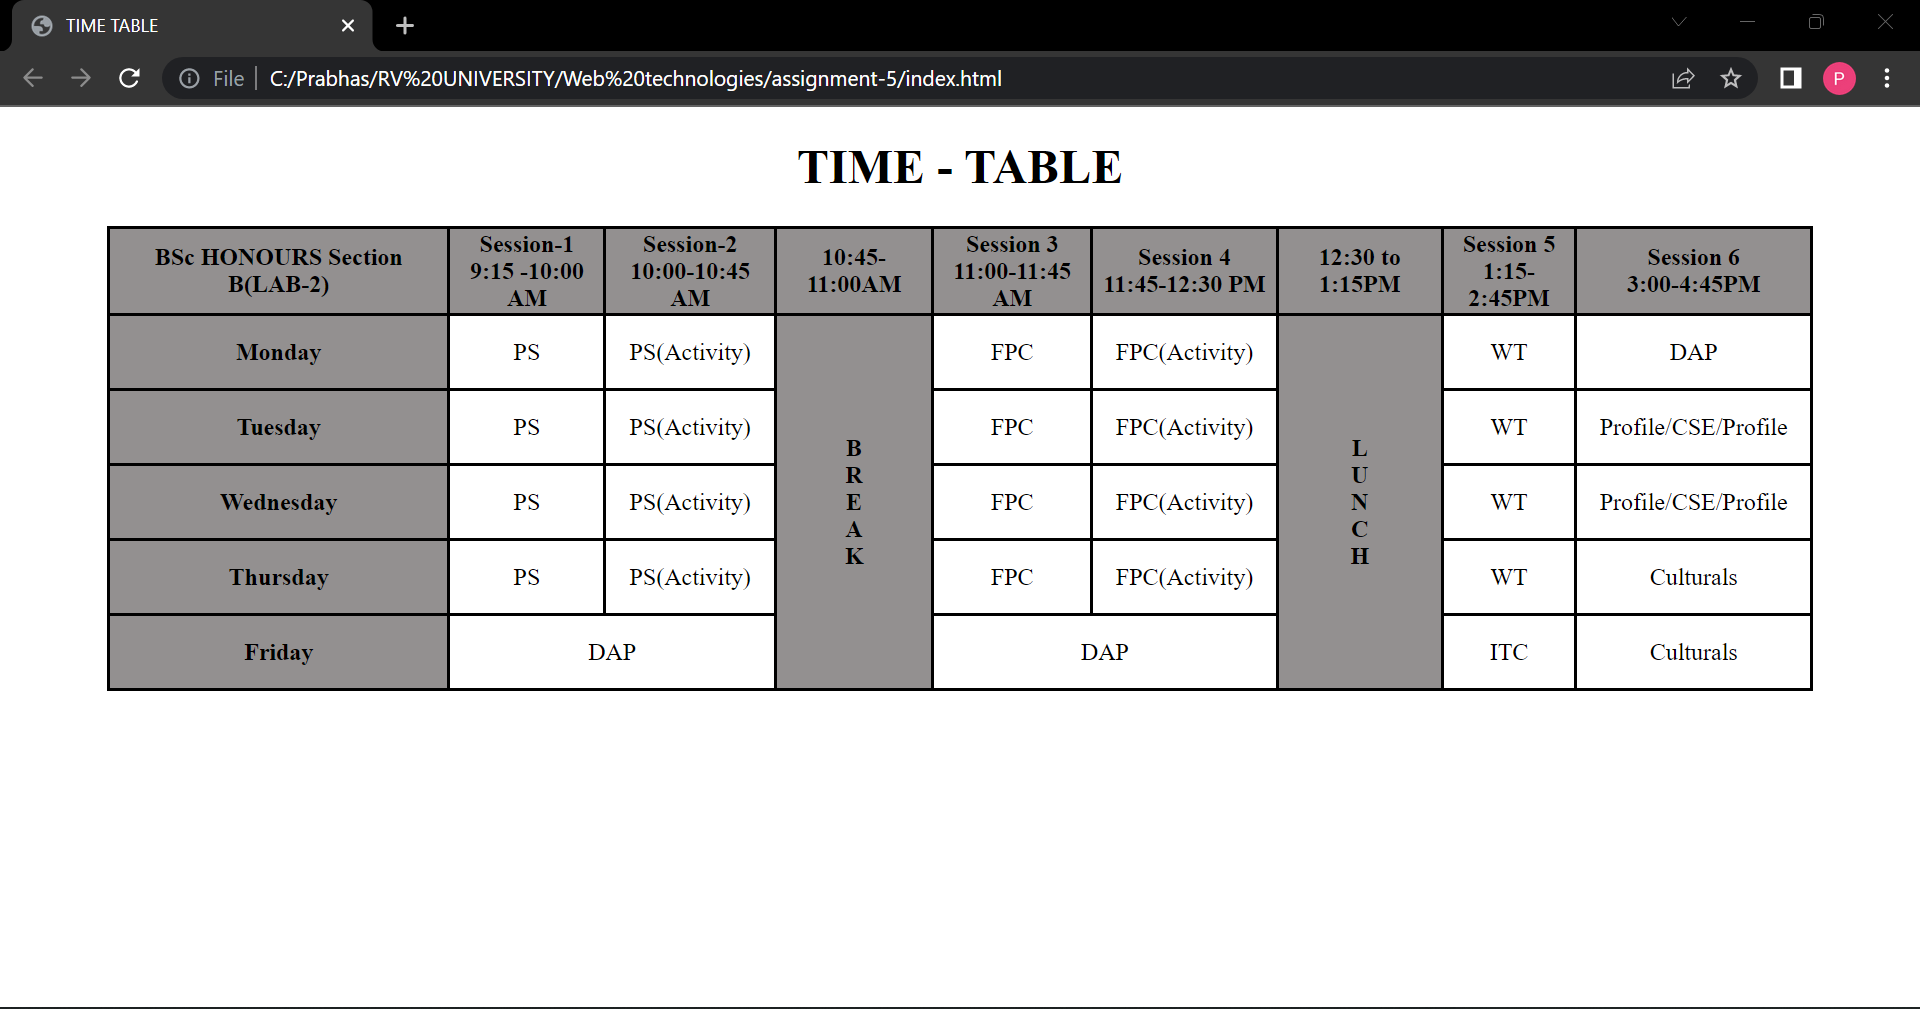 TIME TABLE
File
C:/Prabhas/RV%20UNIVERSITY/Web%20technologies/assignment-5/index.html
P
TIME - TABLE
BSc HONOURS Section
B(LAB-2)
Session-1
9:15 -10:00
AM
Session-2
10:00-10:45
AM
10:45-
11:00AM
Session 3
11:00-11:45
AM
Session 4
11:45-12:30 PM
12:30 to
1:15PM
Session 5
1:15-
2:45PM
Session 6
3:00-4:45PM
Monday
PS
PS(Activity)
B
R
E
A
K
FPC
FPC(Activity)
L
U
N
C
H
WT
DAP
Tuesday
PS
PS(Activity)
FPC
FPC(Activity)
WT
Profile/CSE/Profile
Wednesday
PS
PS(Activity)
FPC
FPC(Activity)
WT
Profile/CSE/Profile
Thursday
PS
PS(Activity)
FPC
FPC(Activity)
WT
Culturals
Friday
DAP
DAP
ITC
Culturals